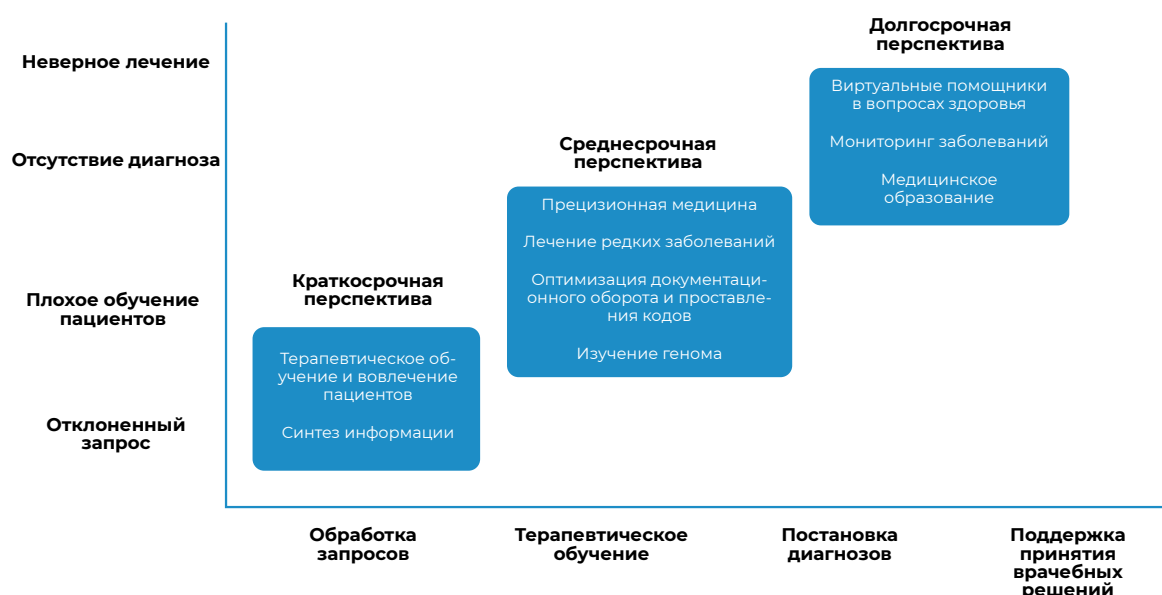 Долгосрочная
перспектива
Неверное лечение
Виртуальные помощники
в вопросах здоровья
Мониторинг заболеваний
Медицинское
образование
Отсутствие диагноза
Среднесрочная
перспектива
Прецизионная медицина
Лечение редких заболеваний
Оптимизация документаци-
онного оборота и проставле-
ния кодов
Изучение генома
Плохое обучение
пациентов
Краткосрочная
перспектива
Терапевтическое об-
учение и вовлечение
пациентов
Синтез информации
Отклоненный
запрос
Обработка
запросов
Терапевтическое
обучение
Постановка
диагнозов
Поддержка
принятия
врачебных
решений